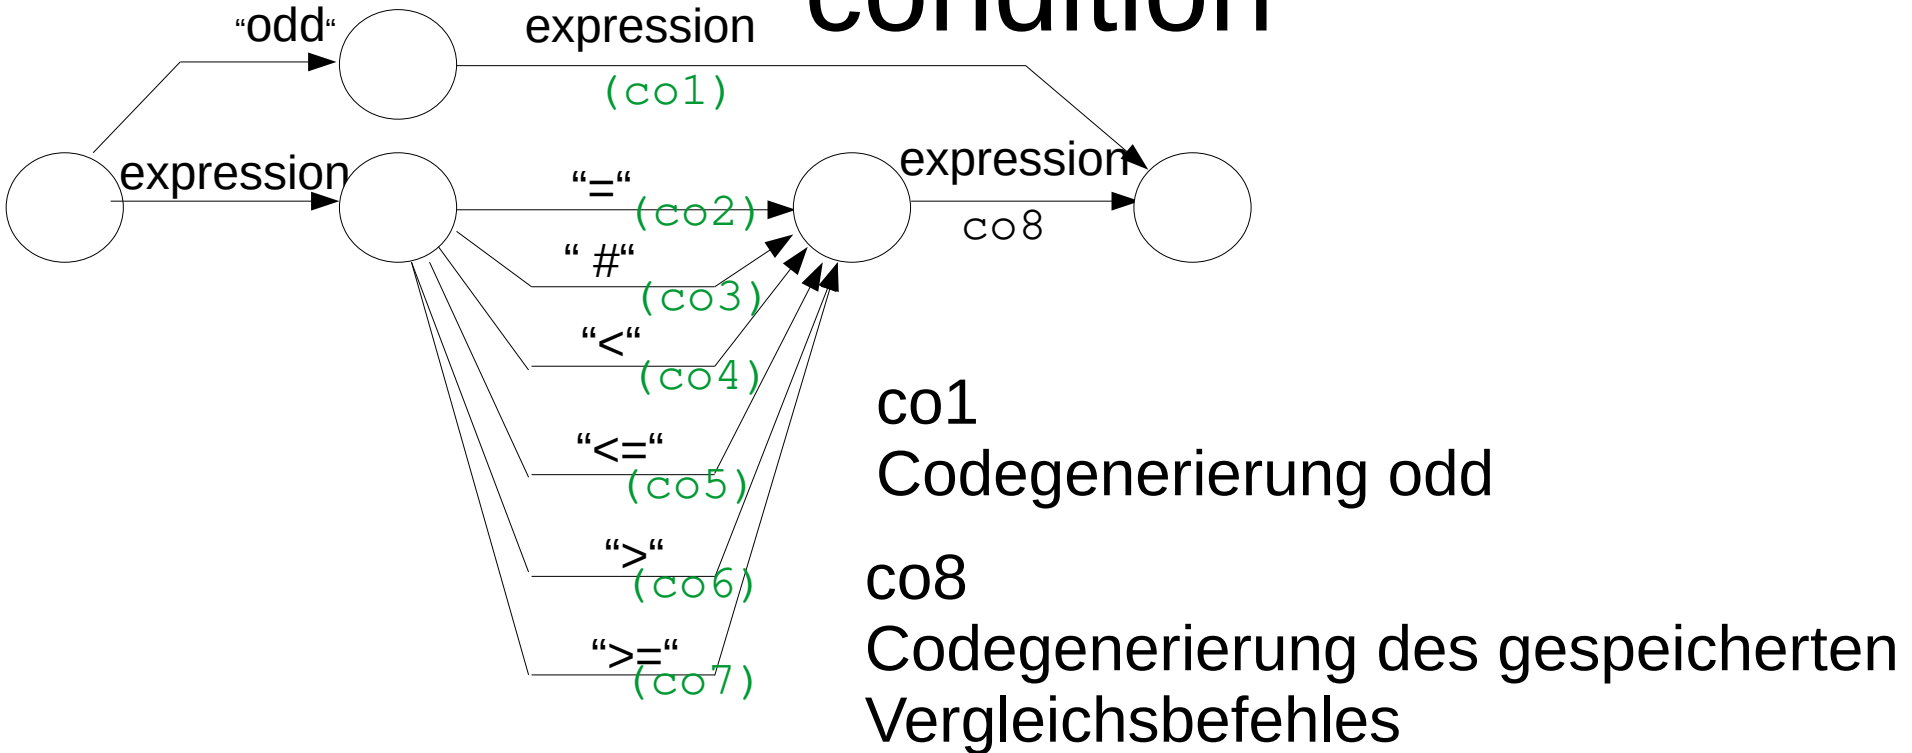 condition
“odd“
expression
(co1)
expression
“=“
(co2)
expression
co8
“ #“
(co3)
“<“
(co4)
“<=“
(co5)
“>“
(co6)
“>=“
(co7)
co1
Codegenerierung odd
co8
Codegenerierung des gespeicherten
Vergleichsbefehles